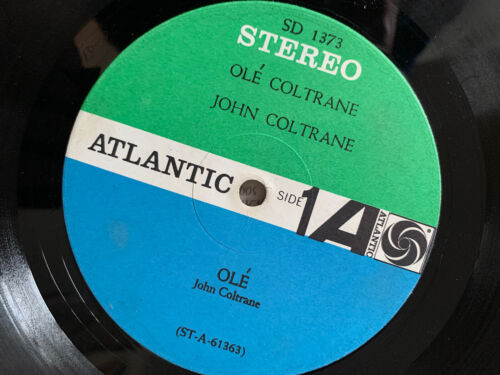 SD 1373
STEREO
OLÉ COLTRANE
JOHN COLTRANE
ATLANTIC
SIDE 1
A
ATLANTIC
OLÉ
John Coltrane
(ST-A-61363)